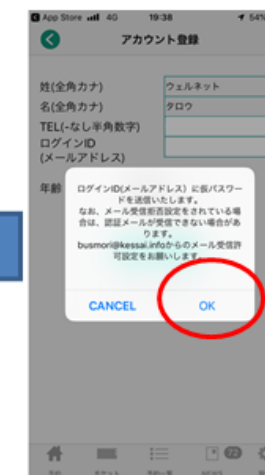 App Store 4G 19:38 54%
アカウント登録
姓(全角カナ) ウェルネット
名(全角カナ) タロウ
TEL(-なし半角数字)
ログインID
(メールアドレス)
年齢
ログインID(メールアドレス）に仮パスワー
ドを送信いたします。
なお、メール受信拒否設定をされている場
合は、認証メールが受信できない場合があ
ります。
busmori@kessai.infoからのメール受信許
可設定をお願いします。
CANCEL OK
72